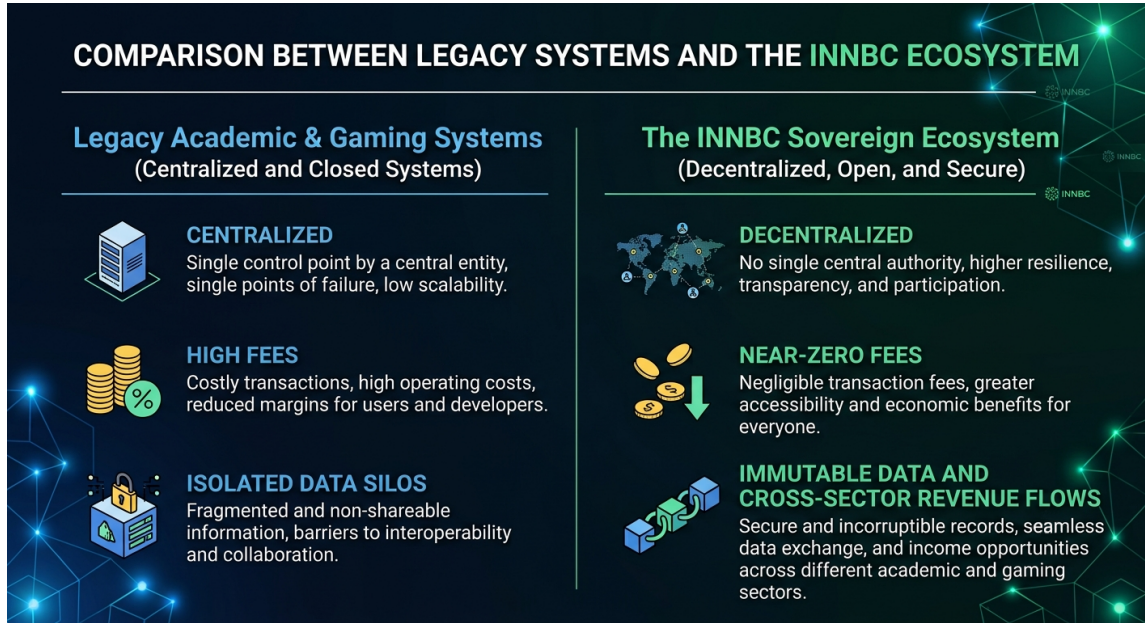 COMPARISON BETWEEN LEGACY SYSTEMS AND THE INNBC ECOSYSTEM
INNBC
Legacy Academic & Gaming Systems
(Centralized and Closed Systems)
CENTRALIZED
Single control point by a central entity,
single points of failure, low scalability.
HIGH FEES
%
Costly transactions, high operating costs,
reduced margins for users and developers.
ISOLATED DATA SILOS
Fragmented and non-shareable
information, barriers to interoperability
and collaboration.
The INNBC Sovereign Ecosystem
INNBC
(Decentralized, Open, and Secure)
INNBC
DECENTRALIZED
No single central authority, higher resilience,
transparency, and participation.
NEAR-ZERO FEES
$
$
Negligible transaction fees, greater
accessibility and economic benefits for
everyone.
IMMUTABLE DATA AND
CROSS-SECTOR REVENUE FLOWS
Secure and incorruptible records, seamless
data exchange, and income opportunities
across different academic and gaming
sectors.